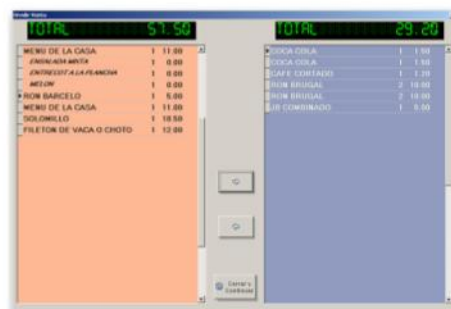 Divide Venta
TOTAL 57.50
MENU DE LA CASA 1 11.00
ENSALADA MIXTA 1 0.00
ENTRECOT A LA PLANCHA 1 0.00
MELON 1 0.00
RON BARCELO 1 5.00
MENU DE LA CASA 1 11.00
SOLOMILLO 1 18.50
FILETON DE VACA O CHOTO 1 12.00
TOTAL 29.20
COCA COLA 1 1.50
COCA COLA 1 1.50
CAFE CORTADO 1 1.20
RON BRUGAL 2 10.00
RON BRUGAL 2 10.00
J/B COMBINADO 1 5.00
Cerrar y
Continuar